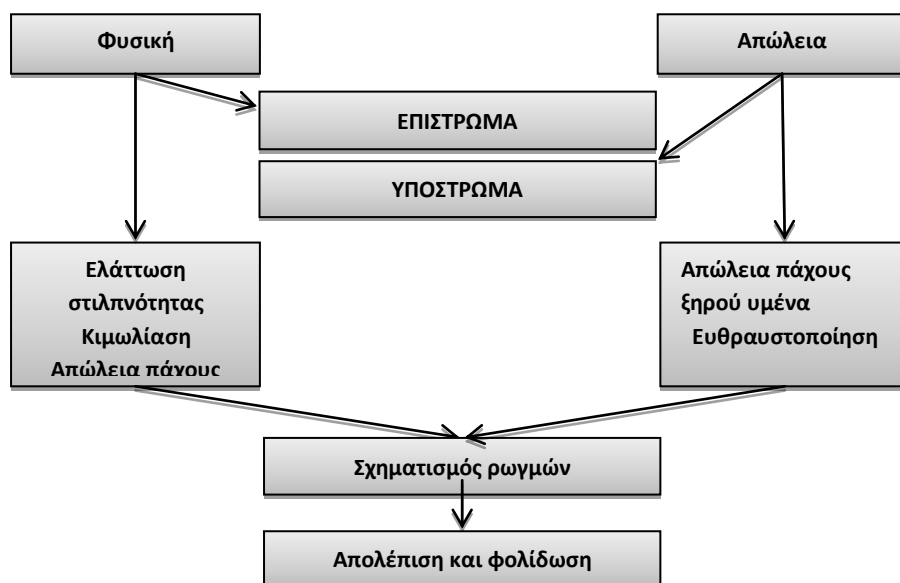 Φυσική
Απώλεια
ΕΠΙΣΤΡΩΜΑ
ΥΠΟΣΤΡΩΜΑ
Ελάττωση
στιλπνότητας
Κιμωλίαση
Απώλεια πάχους
Απώλεια πάχους
ξηρού υμένα
Ευθραυστοποίηση
Σχηματισμός ρωγμών
Απολέπιση και φολίδωση